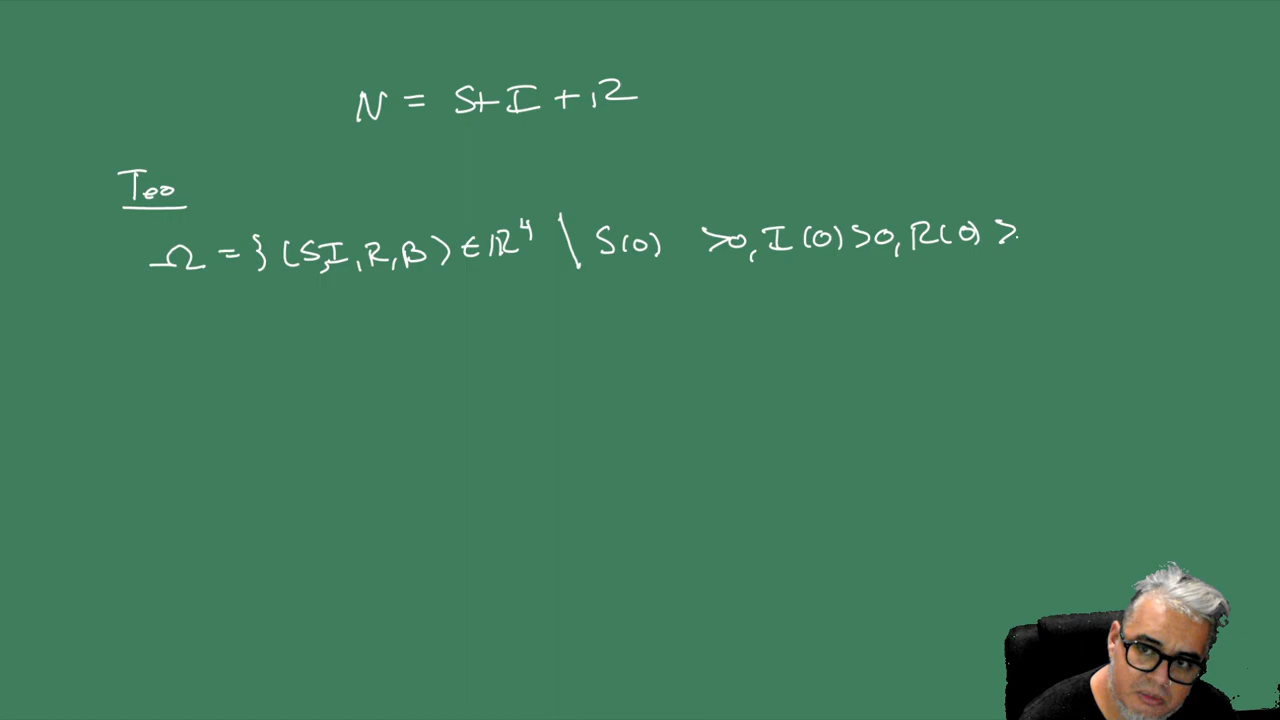 N = S+I+R
Teo
Ω = } (S,I,R,B) ∈ R⁴ \ S(0) >0, I(0)>0, R(0)>